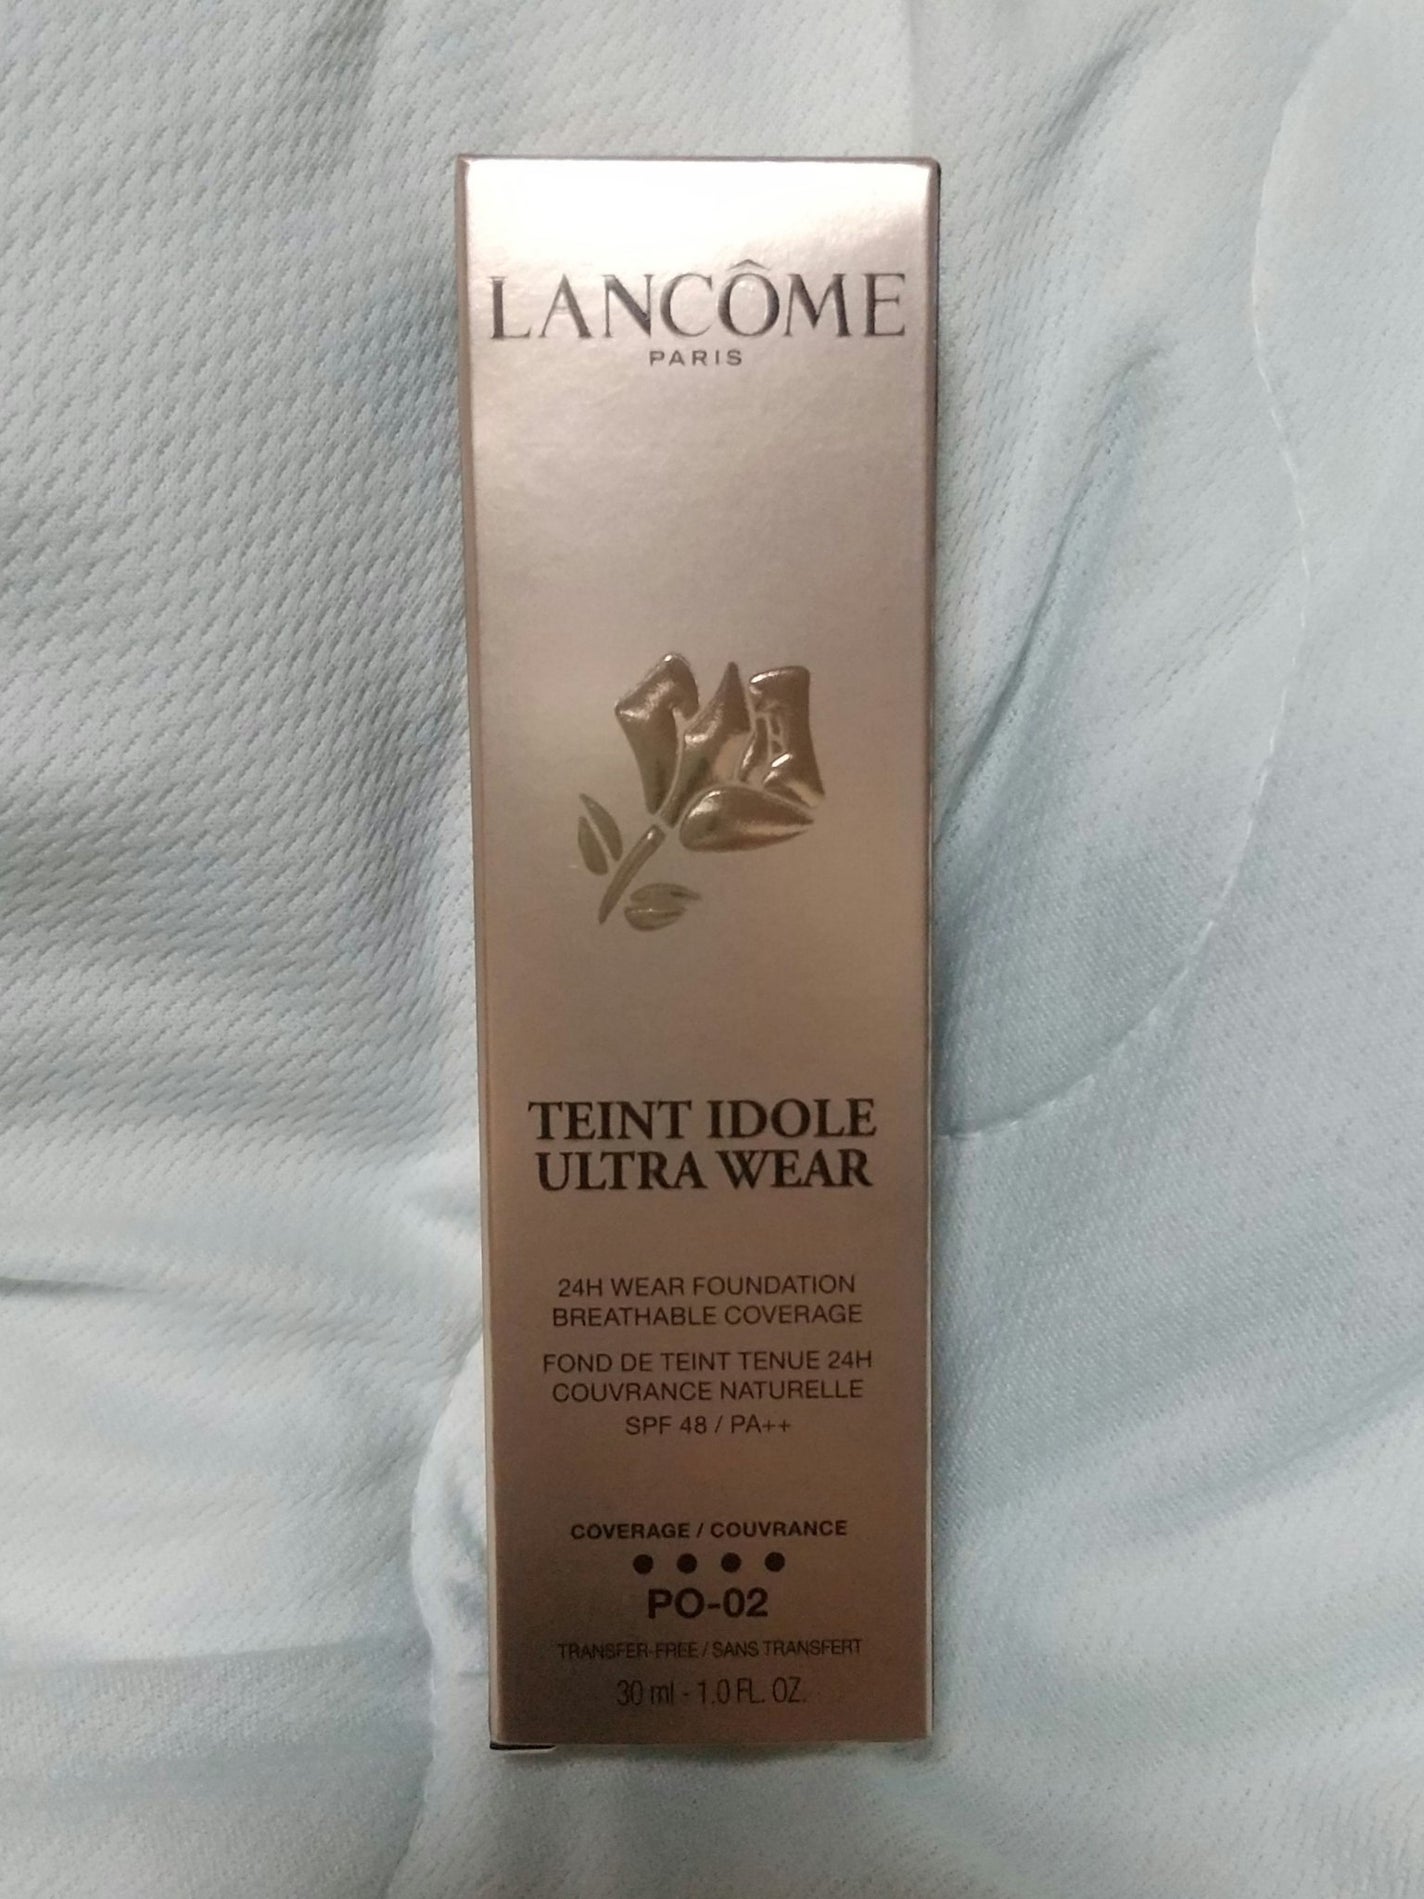 LANCÔME
PARIS
TEINT IDOLE
ULTRA WEAR
24H WEAR FOUNDATION
BREATHABLE COVERAGE
FOND DE TEINT TENUE 24H
COUVRANCE NATURELLE
SPF 48 / PA++
COVERAGE / COUVRANCE
PO-02
TRANSFER-FREE / SANS TRANSFERT
30 ml - 1.0 FL. OZ.